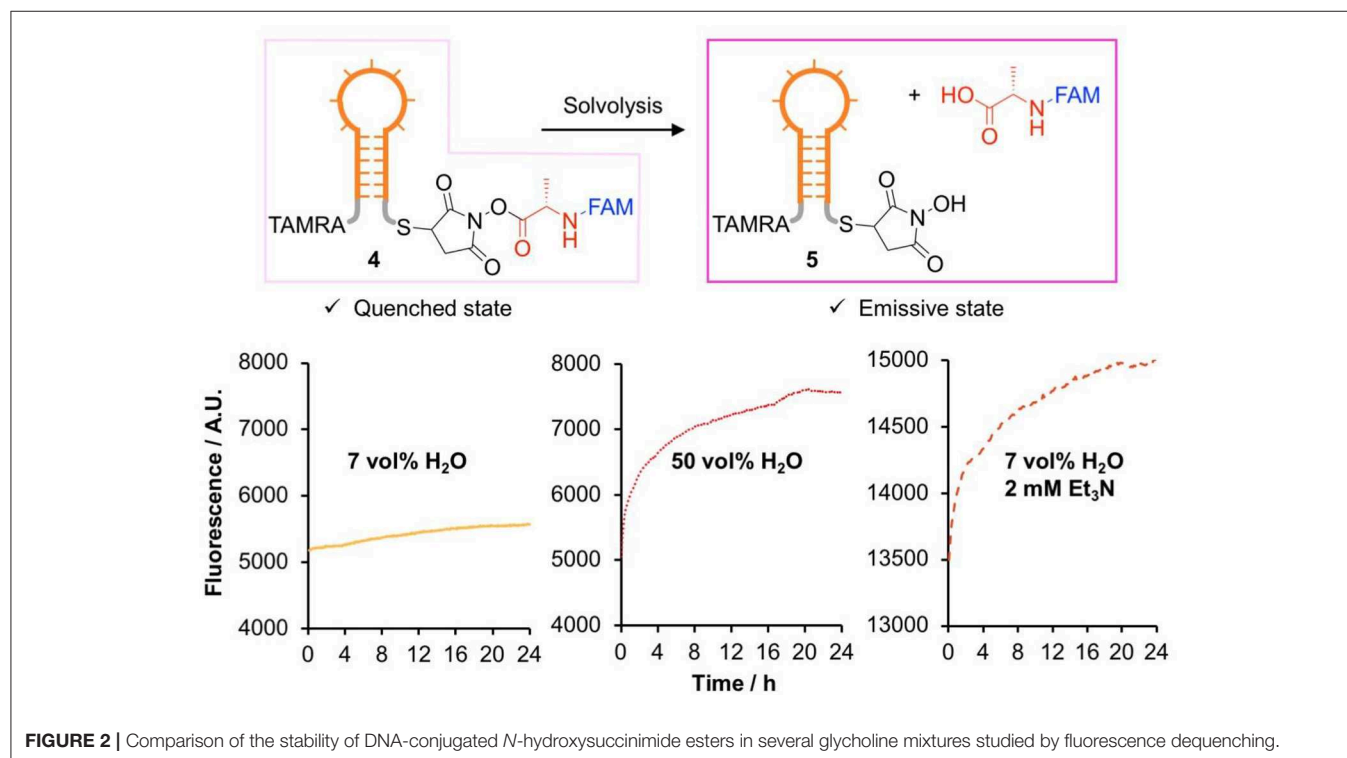 Solvolysis
+
HO
O
N
H
FAM
O
N
O
O
O
S
N
H
FAM
TAMRA
4
O
N
OH
O
S
TAMRA
5
✓ Quenched state
✓ Emissive state
Fluorescence / A.U.
8000
7000
6000
5000
4000
7 vol% H₂O
0 4 8 12 16 20 24
8000
7000
6000
5000
4000
50 vol% H₂O
0 4 8 12 16 20 24
15000
14500
14000
13500
13000
7 vol% H₂O
2 mM Et₃N
0 4 8 12 16 20 24
Time / h
FIGURE 2 | Comparison of the stability of DNA-conjugated N-hydroxysuccinimide esters in several glycholine mixtures studied by fluorescence dequenching.